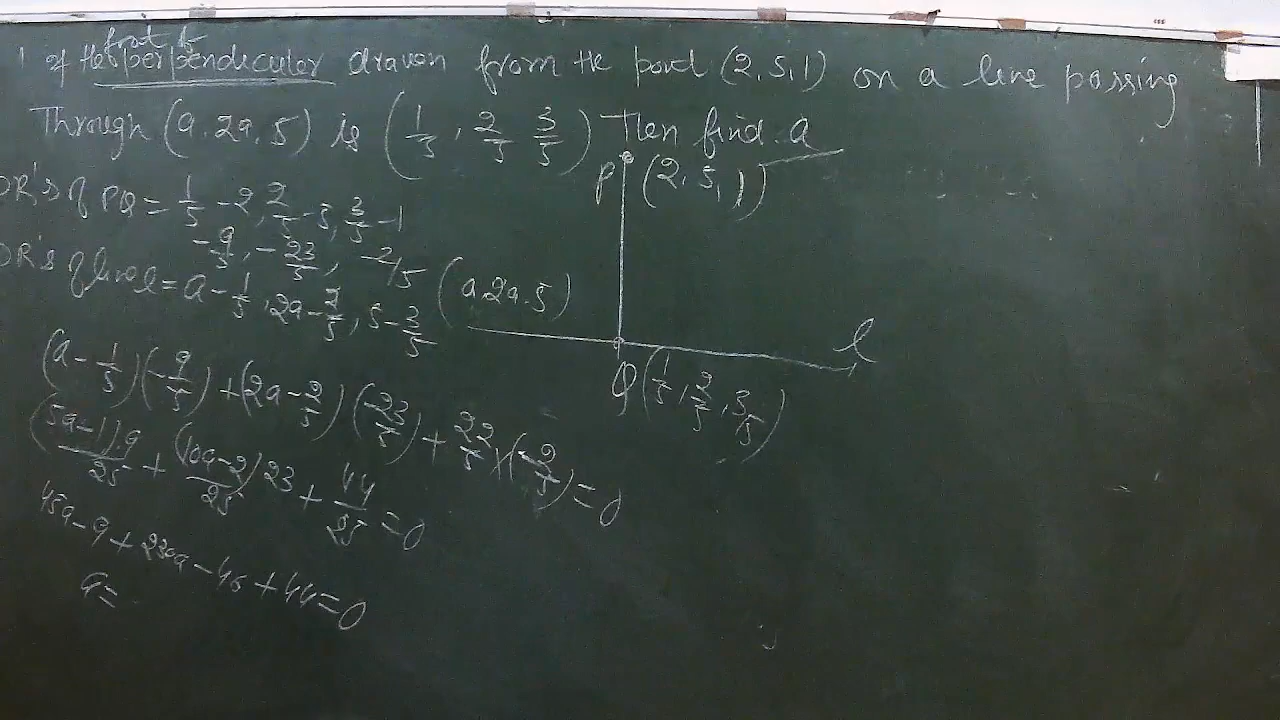 foot of
If the perpendiculer drawn from the point (2,5,1) on a line passing
Through (a,2a,5) is (1/5, 2/5 3/5) Then find a
P (2,5,1)
DR's of PQ = 1/5 - 2, 2/5 - 5, 3/5 - 1
-9/5, -23/5, -2/5
DR's of line l = a - 1/5, 2a - 2/5, 5 - 3/5
(a,2a,5)
l
Q(1/5, 2/5, 3/5)
(a - 1/5)(-9/5) + (2a - 2/5)(-23/5) + 22/5 × (-2/5) = 0
(5a-1)9/25 + (10a-2)23/25 + 44/25 = 0
45a - 9 + 230a - 46 + 44 = 0
a =